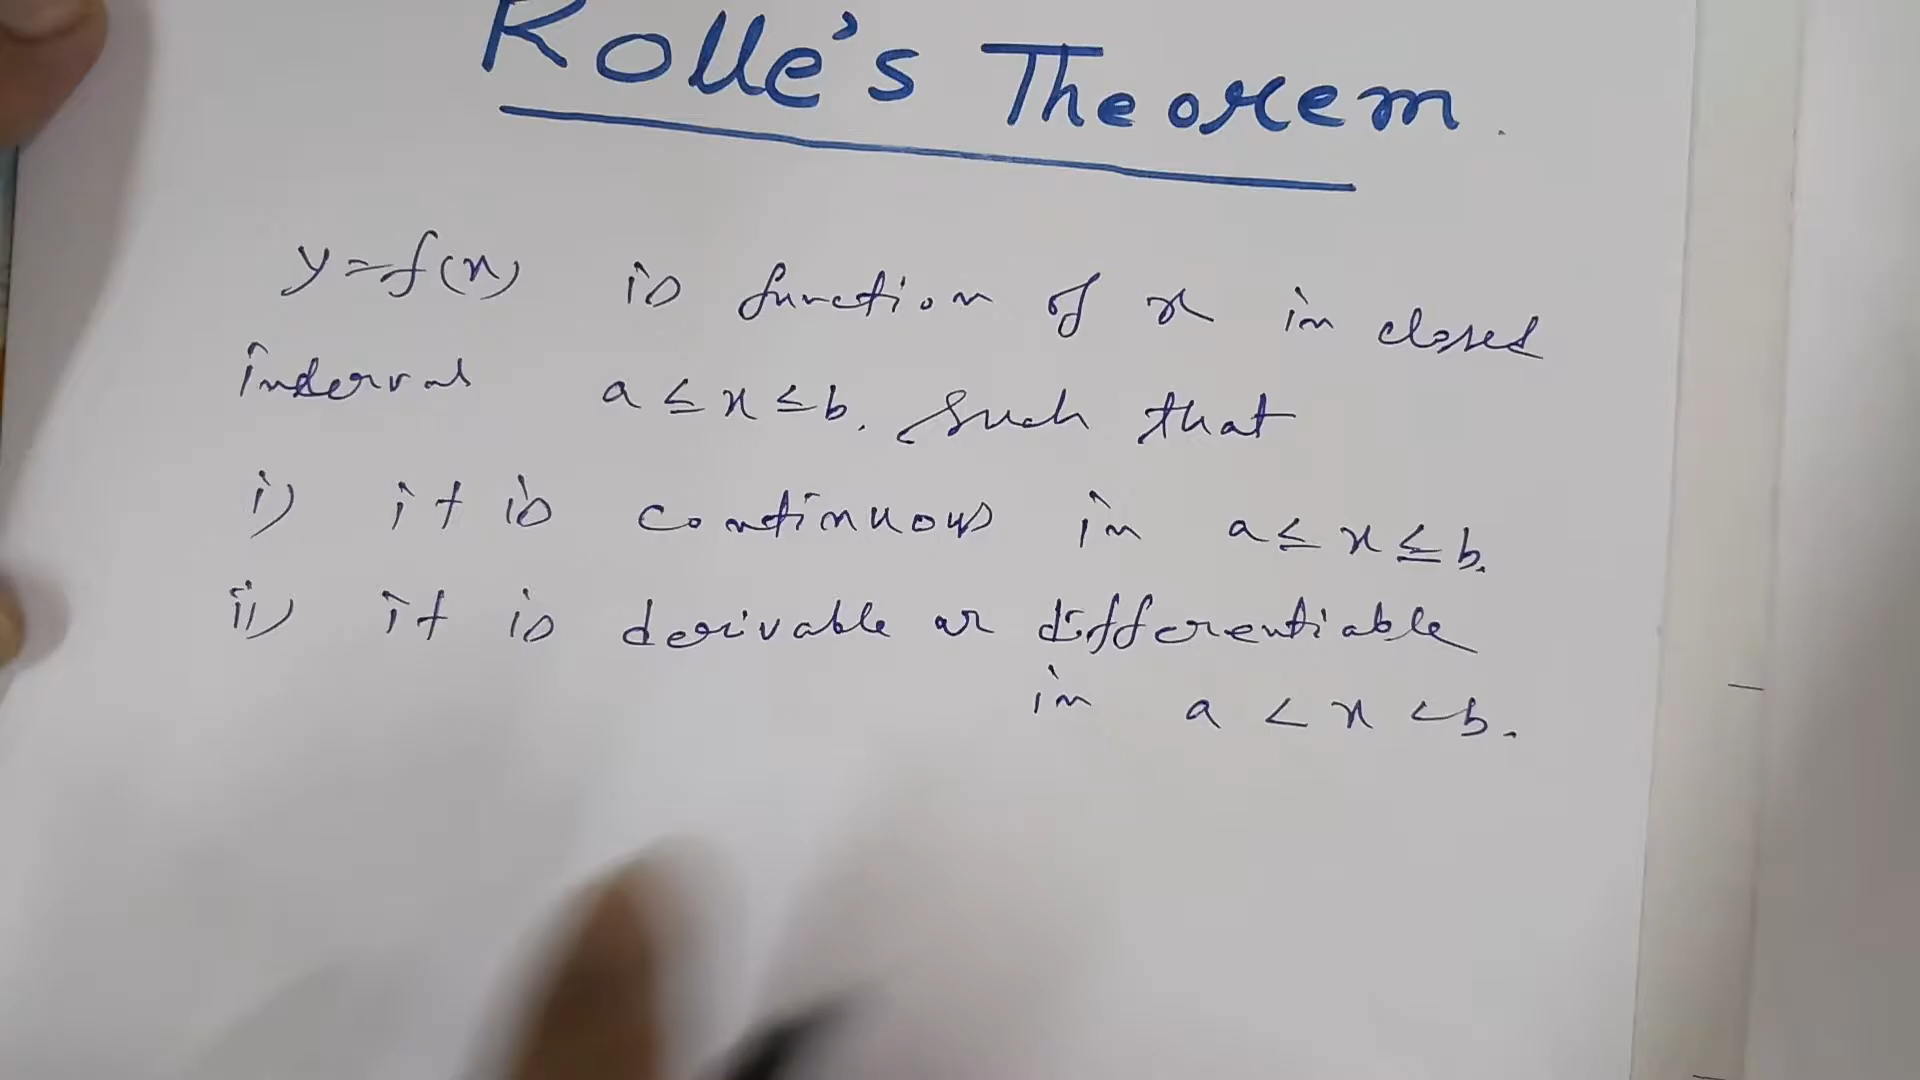 Rolle's Theorem.
y=f(x) is function of x in closed
interval a ≤ x ≤ b. Such that
i) it is continuous in a ≤ x ≤ b.
ii) it is derivable or differentiable
in a < x < b.